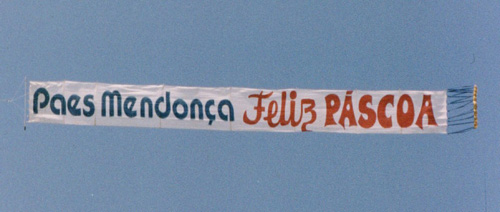 Paes Mendonça Feliz PÁSCOA